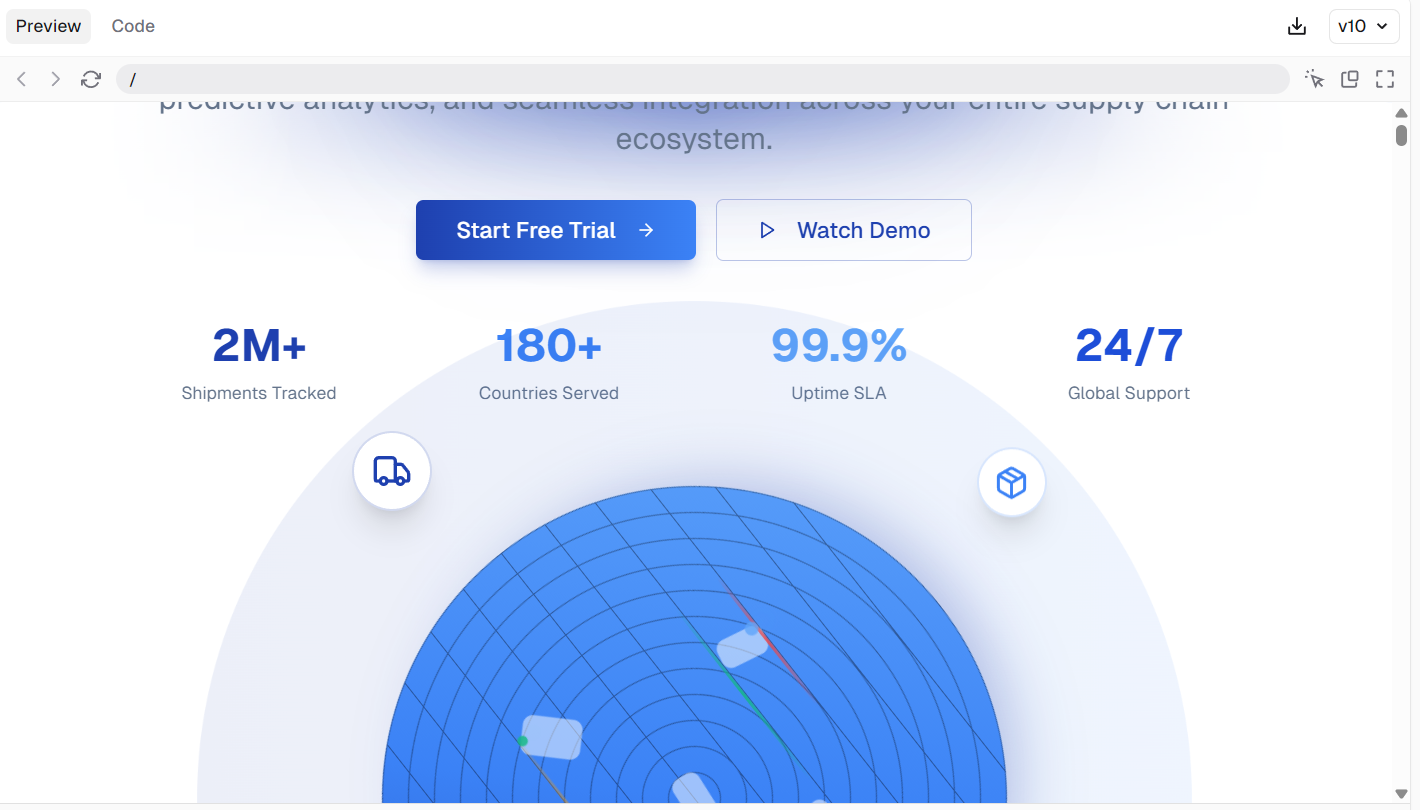 Preview
Code
v10
/
predictive analytics, and seamless integration across your entire supply chain
ecosystem.
Start Free Trial
Watch Demo
2M+
180+
99.9%
24/7
Shipments Tracked
Countries Served
Uptime SLA
Global Support